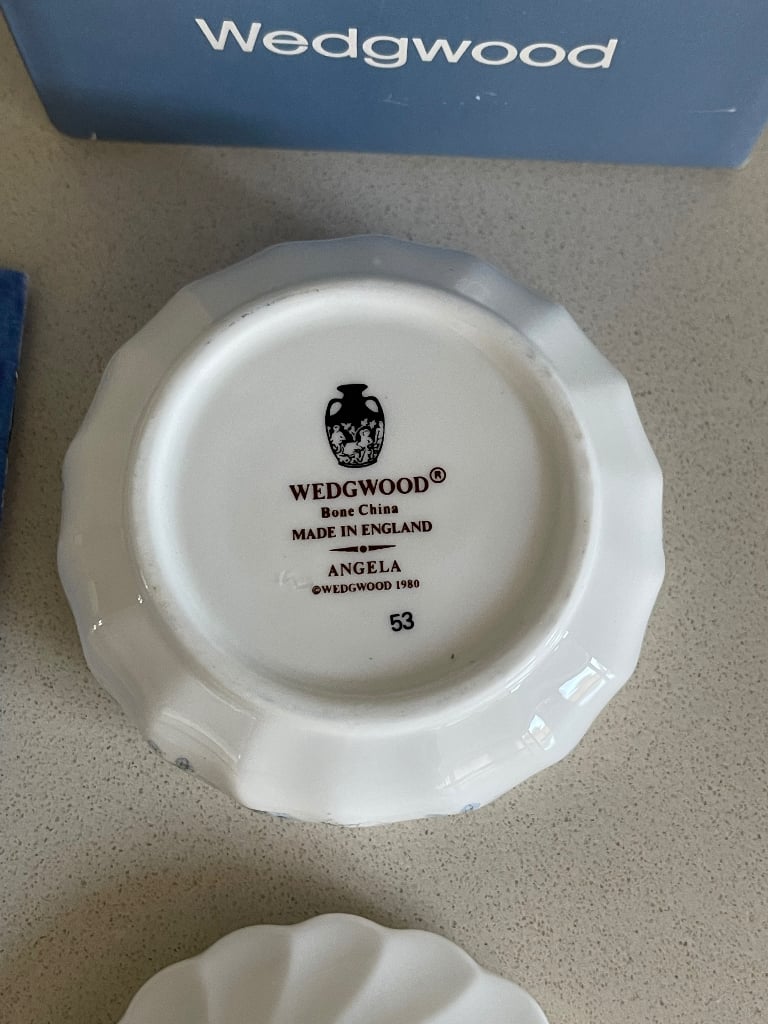 Wedgwood
WEDGWOOD®
Bone China
MADE IN ENGLAND
ANGELA
©WEDGWOOD 1980
53